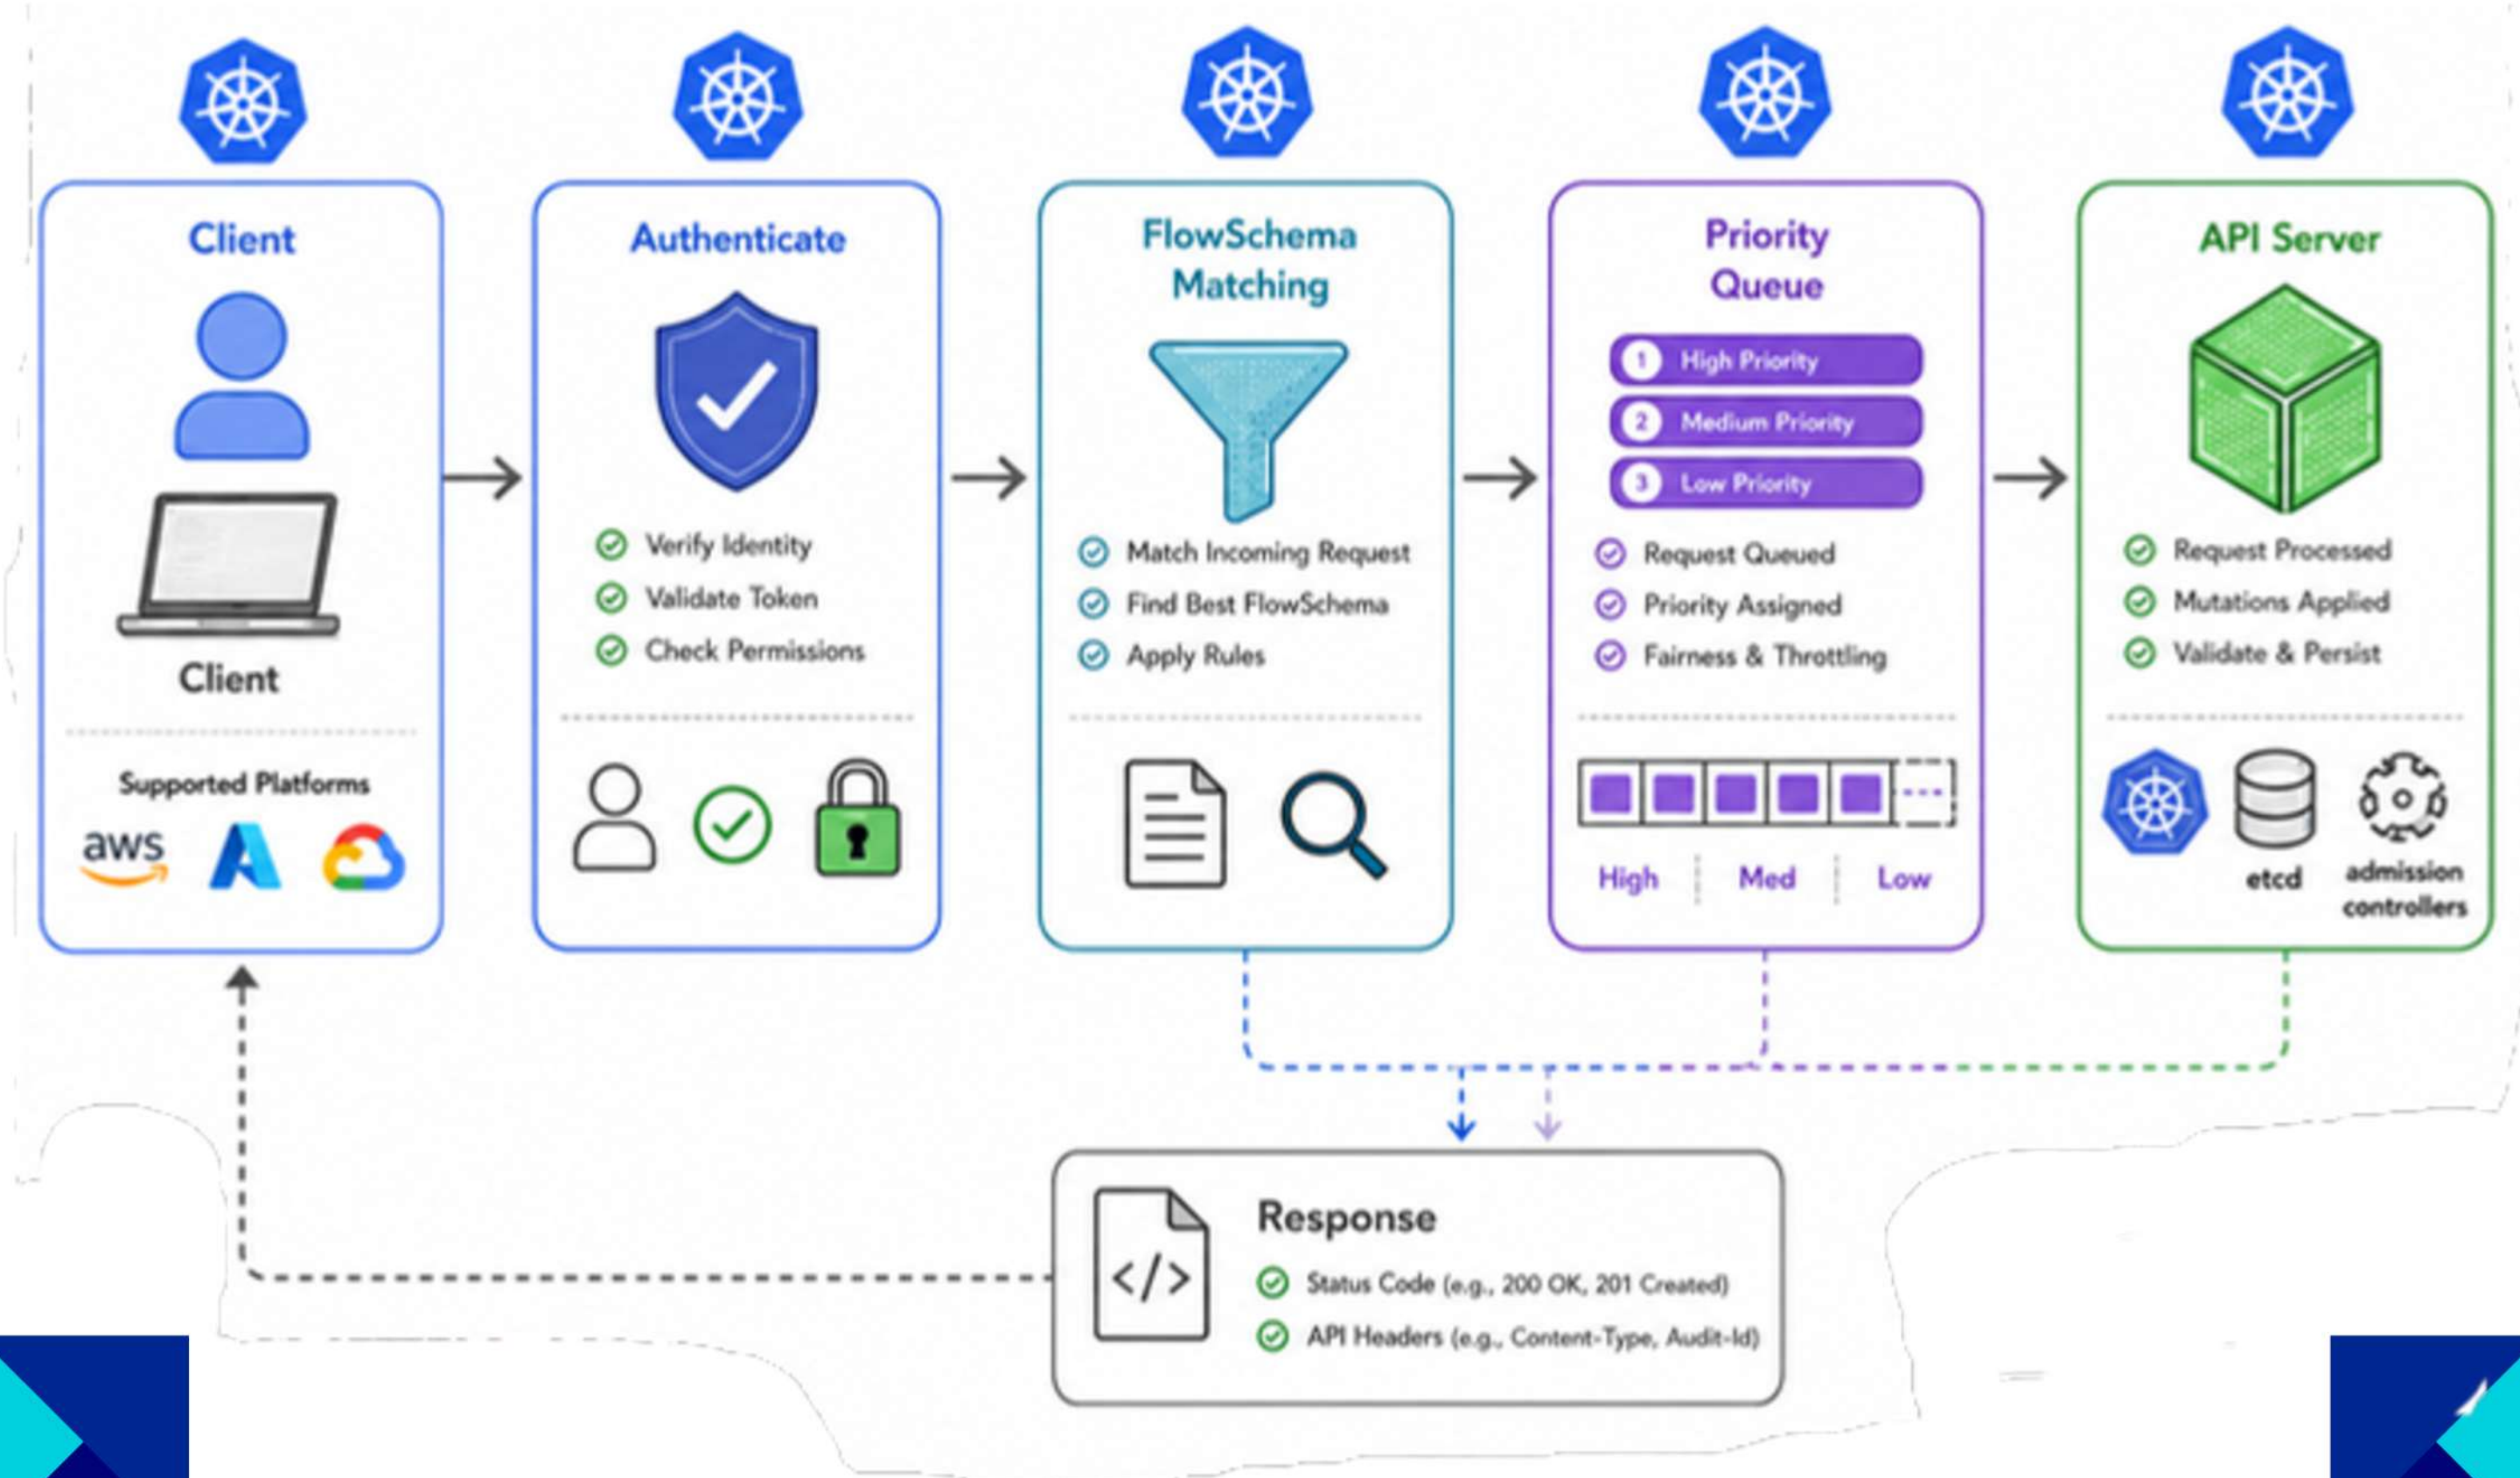 Client
Client
Supported Platforms
aws
Authenticate
Verify Identity
Validate Token
Check Permissions
FlowSchema
Matching
Match Incoming Request
Find Best FlowSchema
Apply Rules
Priority
Queue
1 High Priority
2 Medium Priority
3 Low Priority
Request Queued
Priority Assigned
Fairness & Throttling
High Med Low
API Server
Request Processed
Mutations Applied
Validate & Persist
etcd
admission
controllers
Response
</>
Status Code (e.g., 200 OK, 201 Created)
API Headers (e.g., Content-Type, Audit-Id)